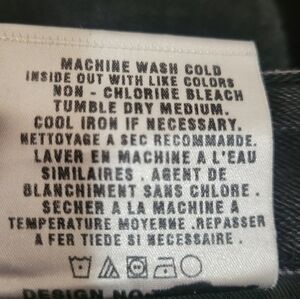 MACHINE WASH COLD
INSIDE OUT WITH LIKE COLORS
NON - CHLORINE BLEACH
TUMBLE DRY MEDIUM.
COOL IRON IF NECESSARY.
NETTOYAGE A SEC RECOMMANDE.
LAVER EN MACHINE A L'EAU
SIMILAIRES . AGENT DE
BLANCHIMENT SANS CHLORE .
SECHER A LA MACHINE A
TEMPERATURE MOYENNE .REPASSER
A FER TIEDE SI NECESSAIRE .
DESIGN NO